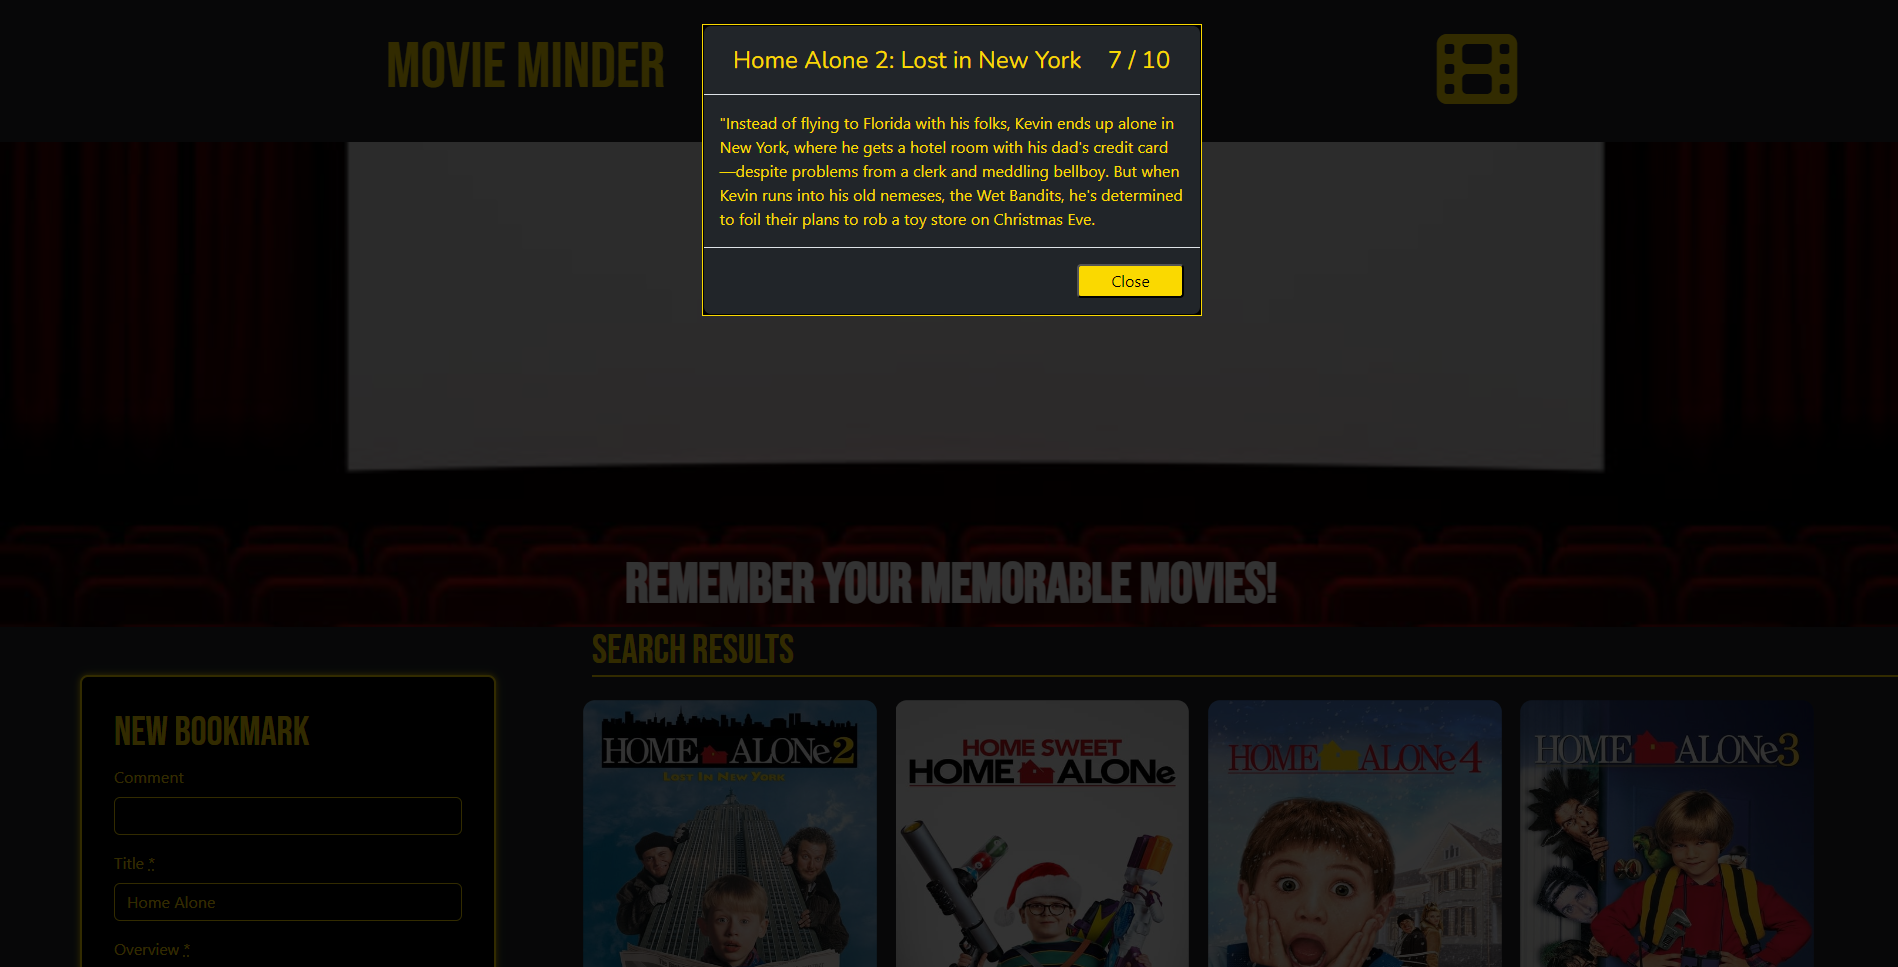 MOVIE MINDER
Home Alone 2: Lost in New York 7 / 10
"Instead of flying to Florida with his folks, Kevin ends up alone in
New York, where he gets a hotel room with his dad's credit card
—despite problems from a clerk and meddling bellboy. But when
Kevin runs into his old nemeses, the Wet Bandits, he's determined
to foil their plans to rob a toy store on Christmas Eve.
Close
REMEMBER YOUR MEMORABLE MOVIES!
SEARCH RESULTS
NEW BOOKMARK
Comment
Title *
Home Alone
Overview *
HOME ALONe2
LOST IN NEW YORK
HOME SWEET
HOME ALONe
HOME ALONe 4
HOME ALONe3